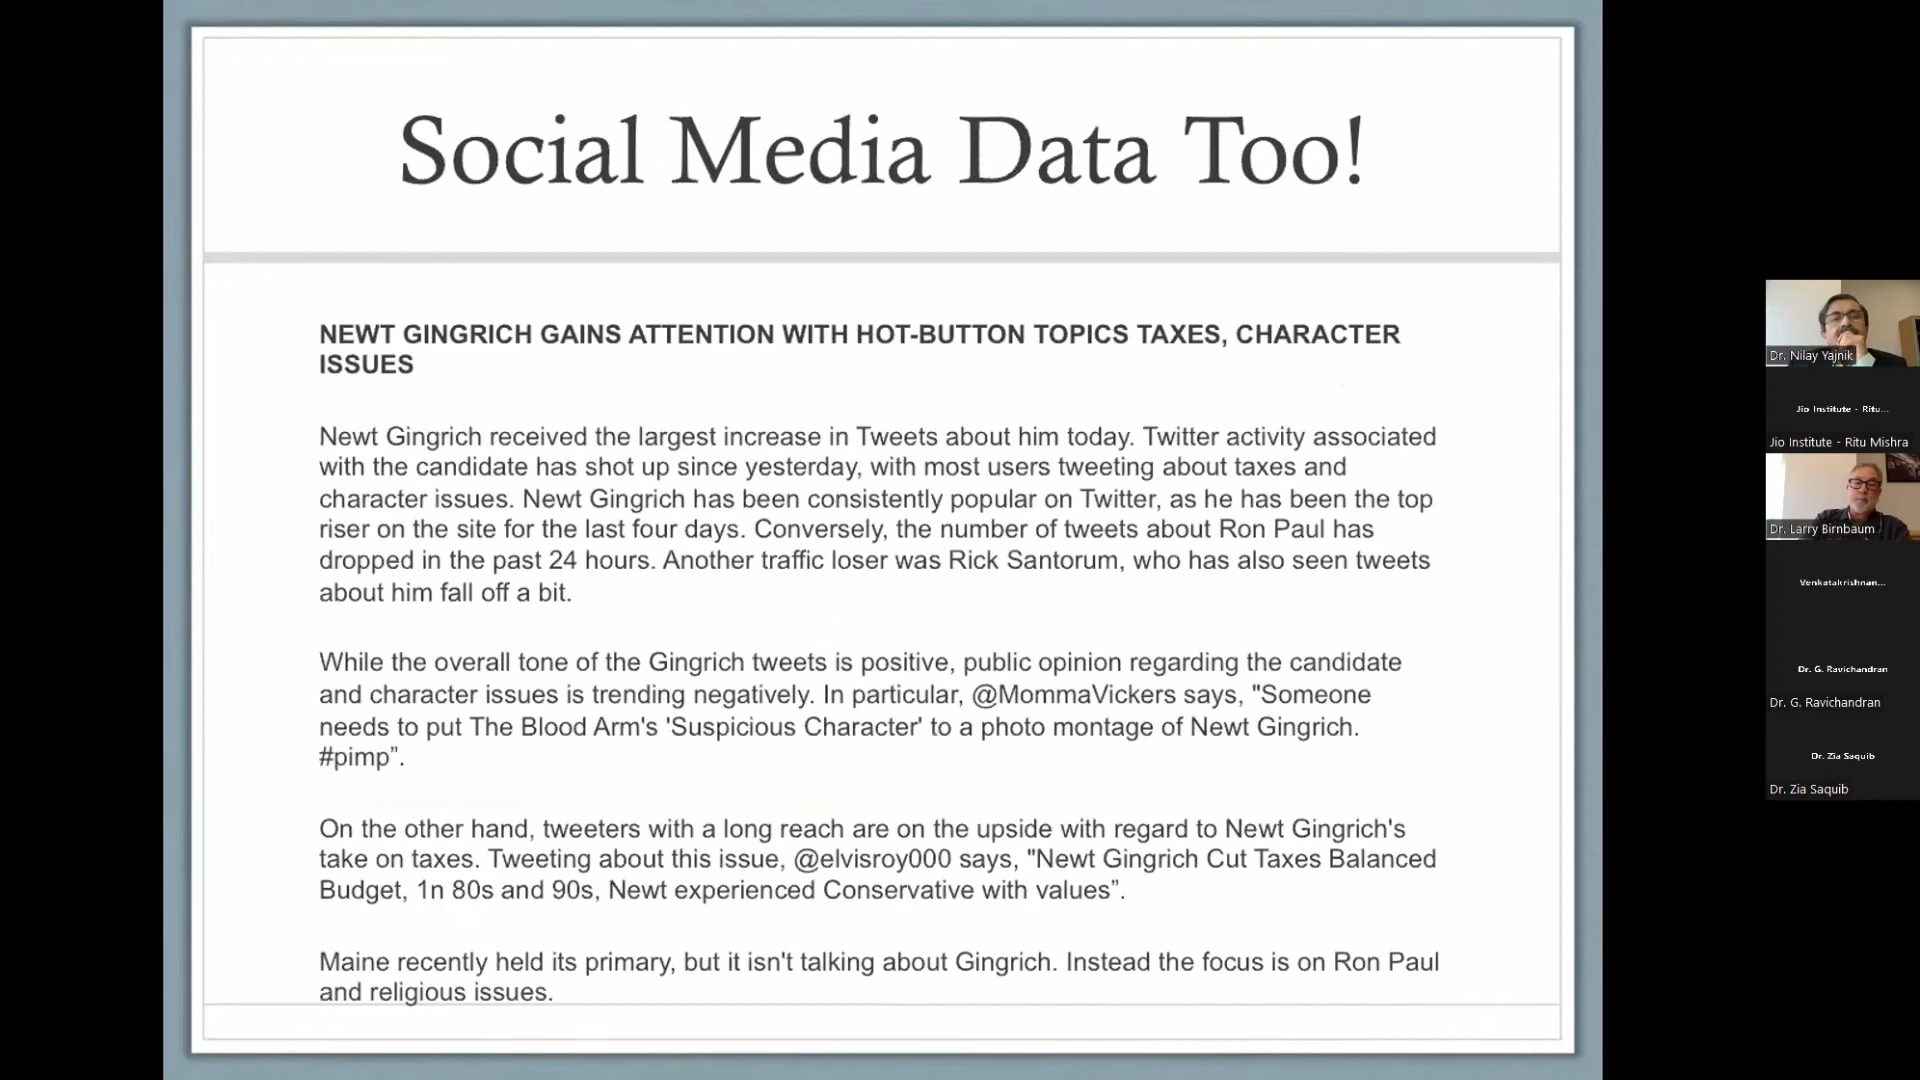 Social Media Data Too!
NEWT GINGRICH GAINS ATTENTION WITH HOT-BUTTON TOPICS TAXES, CHARACTER
ISSUES
Newt Gingrich received the largest increase in Tweets about him today. Twitter activity associated
with the candidate has shot up since yesterday, with most users tweeting about taxes and
character issues. Newt Gingrich has been consistently popular on Twitter, as he has been the top
riser on the site for the last four days. Conversely, the number of tweets about Ron Paul has
dropped in the past 24 hours. Another traffic loser was Rick Santorum, who has also seen tweets
about him fall off a bit.
While the overall tone of the Gingrich tweets is positive, public opinion regarding the candidate
and character issues is trending negatively. In particular, @MommaVickers says, "Someone
needs to put The Blood Arm's 'Suspicious Character' to a photo montage of Newt Gingrich.
#pimp”.
On the other hand, tweeters with a long reach are on the upside with regard to Newt Gingrich's
take on taxes. Tweeting about this issue, @elvisroy000 says, "Newt Gingrich Cut Taxes Balanced
Budget, 1n 80s and 90s, Newt experienced Conservative with values”.
Maine recently held its primary, but it isn't talking about Gingrich. Instead the focus is on Ron Paul
and religious issues.
Dr. Nilay Yajnik
Jio Institute - Ritu...
Jio Institute - Ritu Mishra
Dr. Larry Birnbaum
Venkatakrishnan...
Dr. G. Ravichandran
Dr. G. Ravichandran
Dr. Zia Saquib
Dr. Zia Saquib